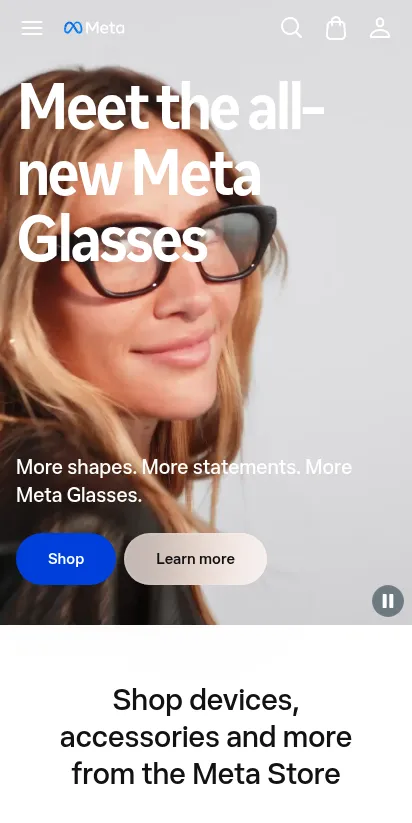 Meta
Meet the all-
new Meta
Glasses
More shapes. More statements. More
Meta Glasses.
Shop
Learn more
Shop devices,
accessories and more
from the Meta Store